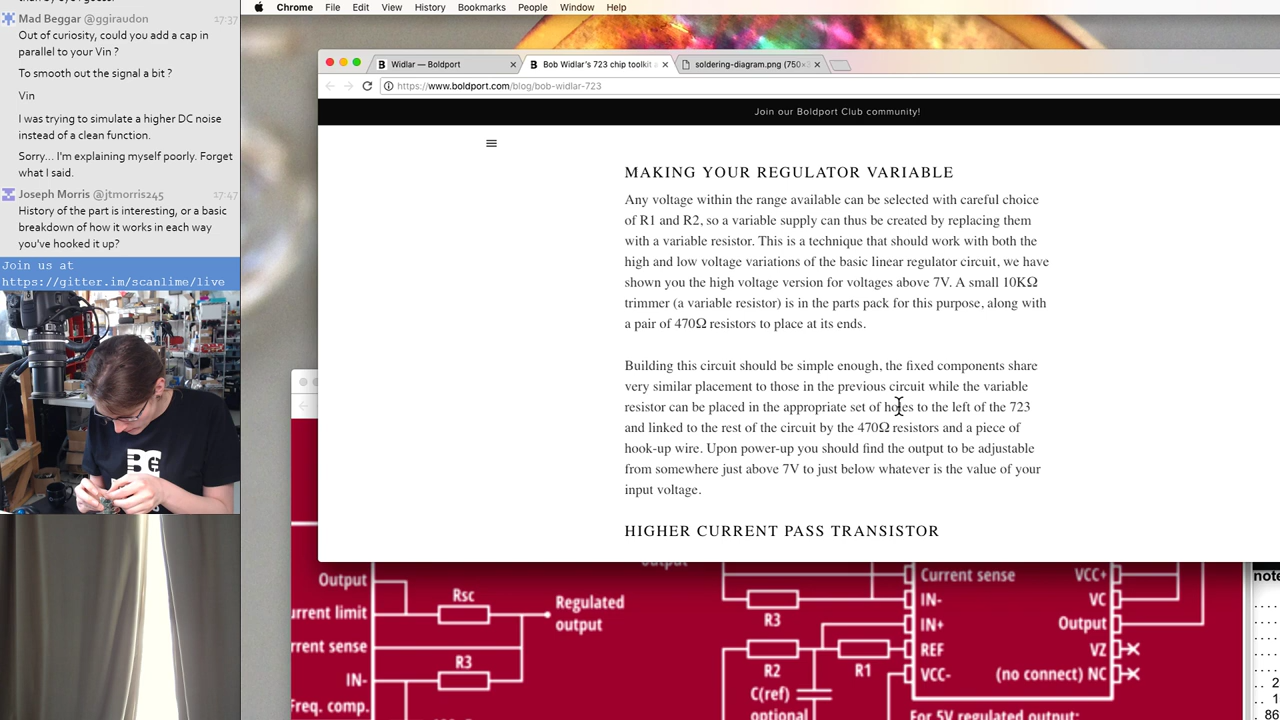 Mad Beggar @ggiraudon 17:37
Out of curiosity, could you add a cap in
parallel to your Vin ?
To smooth out the signal a bit ?
Vin
I was trying to simulate a higher DC noise
instead of a clean function.
Sorry... I'm explaining myself poorly. Forget
what I said.
Joseph Morris @jtmorris245 17:47
History of the part is interesting, or a basic
breakdown of how it works in each way
you've hooked it up?
Join us at
https://gitter.im/scanlime/live
Chrome File Edit View History Bookmarks People Window Help
Widlar — Boldport
Bob Widlar's 723 chip toolkit
soldering-diagram.png (750×
https://www.boldport.com/blog/bob-widlar-723
Join our Boldport Club community!
MAKING YOUR REGULATOR VARIABLE
Any voltage within the range available can be selected with careful choice
of R1 and R2, so a variable supply can thus be created by replacing them
with a variable resistor. This is a technique that should work with both the
high and low voltage variations of the basic linear regulator circuit, we have
shown you the high voltage version for voltages above 7V. A small 10KΩ
trimmer (a variable resistor) is in the parts pack for this purpose, along with
a pair of 470Ω resistors to place at its ends.
Building this circuit should be simple enough, the fixed components share
very similar placement to those in the previous circuit while the variable
resistor can be placed in the appropriate set of holes to the left of the 723
and linked to the rest of the circuit by the 470Ω resistors and a piece of
hook-up wire. Upon power-up you should find the output to be adjustable
from somewhere just above 7V to just below whatever is the value of your
input voltage.
HIGHER CURRENT PASS TRANSISTOR
Output
urrent limit
rrent sense
IN-
Freq. comp.
Rsc
R3
Regulated
output
R3
R2
R1
C(ref)
optional
Current sense
IN-
IN+
REF
VCC-
VCC+
VC
Output
VZ
(no connect) NC
For 5V regulated output:
note
2
1
86